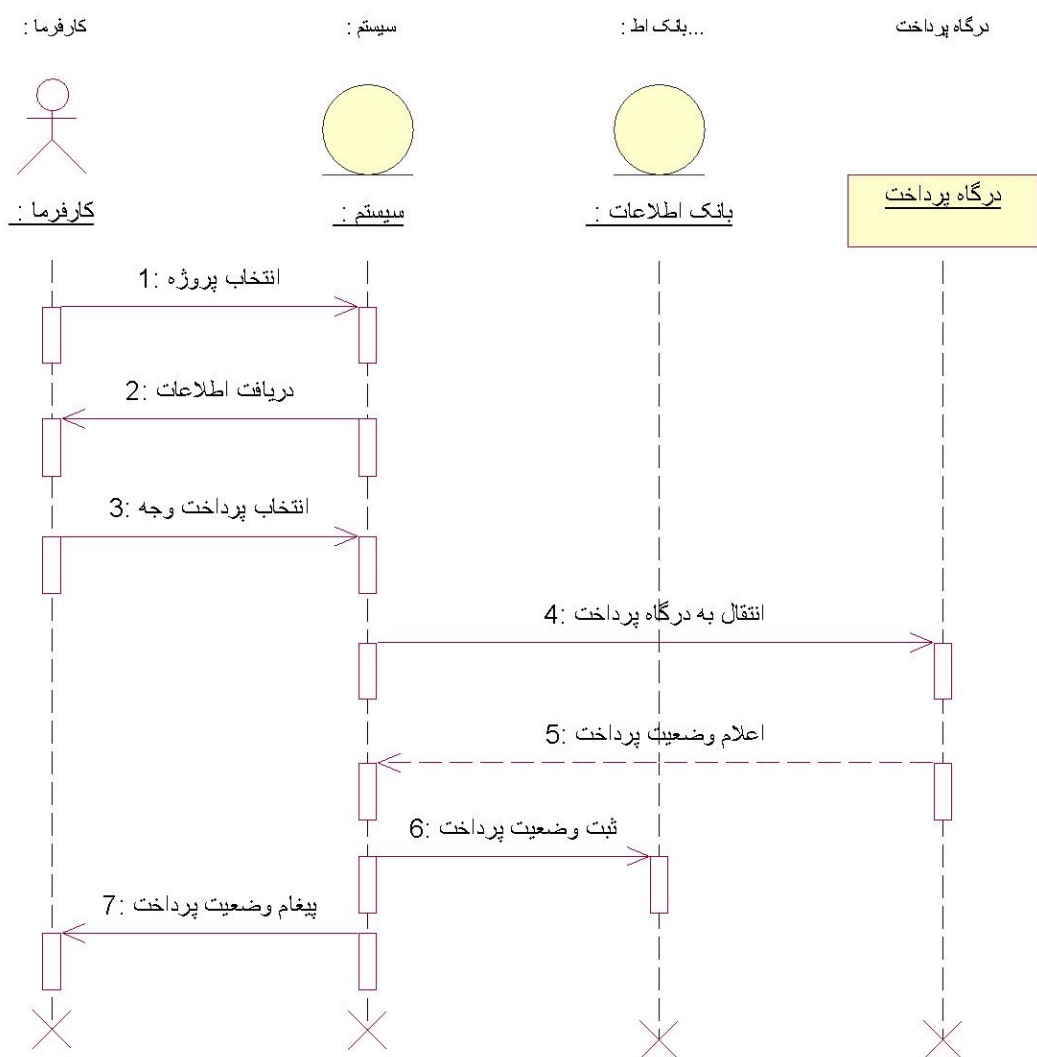 کارفرما :
سیستم :
بانک اط... :
درگاه پرداخت
کارفرما :
سیستم :
بانک اطلاعات :
درگاه پرداخت
1: انتخاب پروژه
2: دریافت اطلاعات
3: انتخاب پرداخت وجه
4: انتقال به درگاه پرداخت
5: اعلام وضعیت پرداخت
6: ثبت وضعیت پرداخت
7: پیغام وضعیت پرداخت